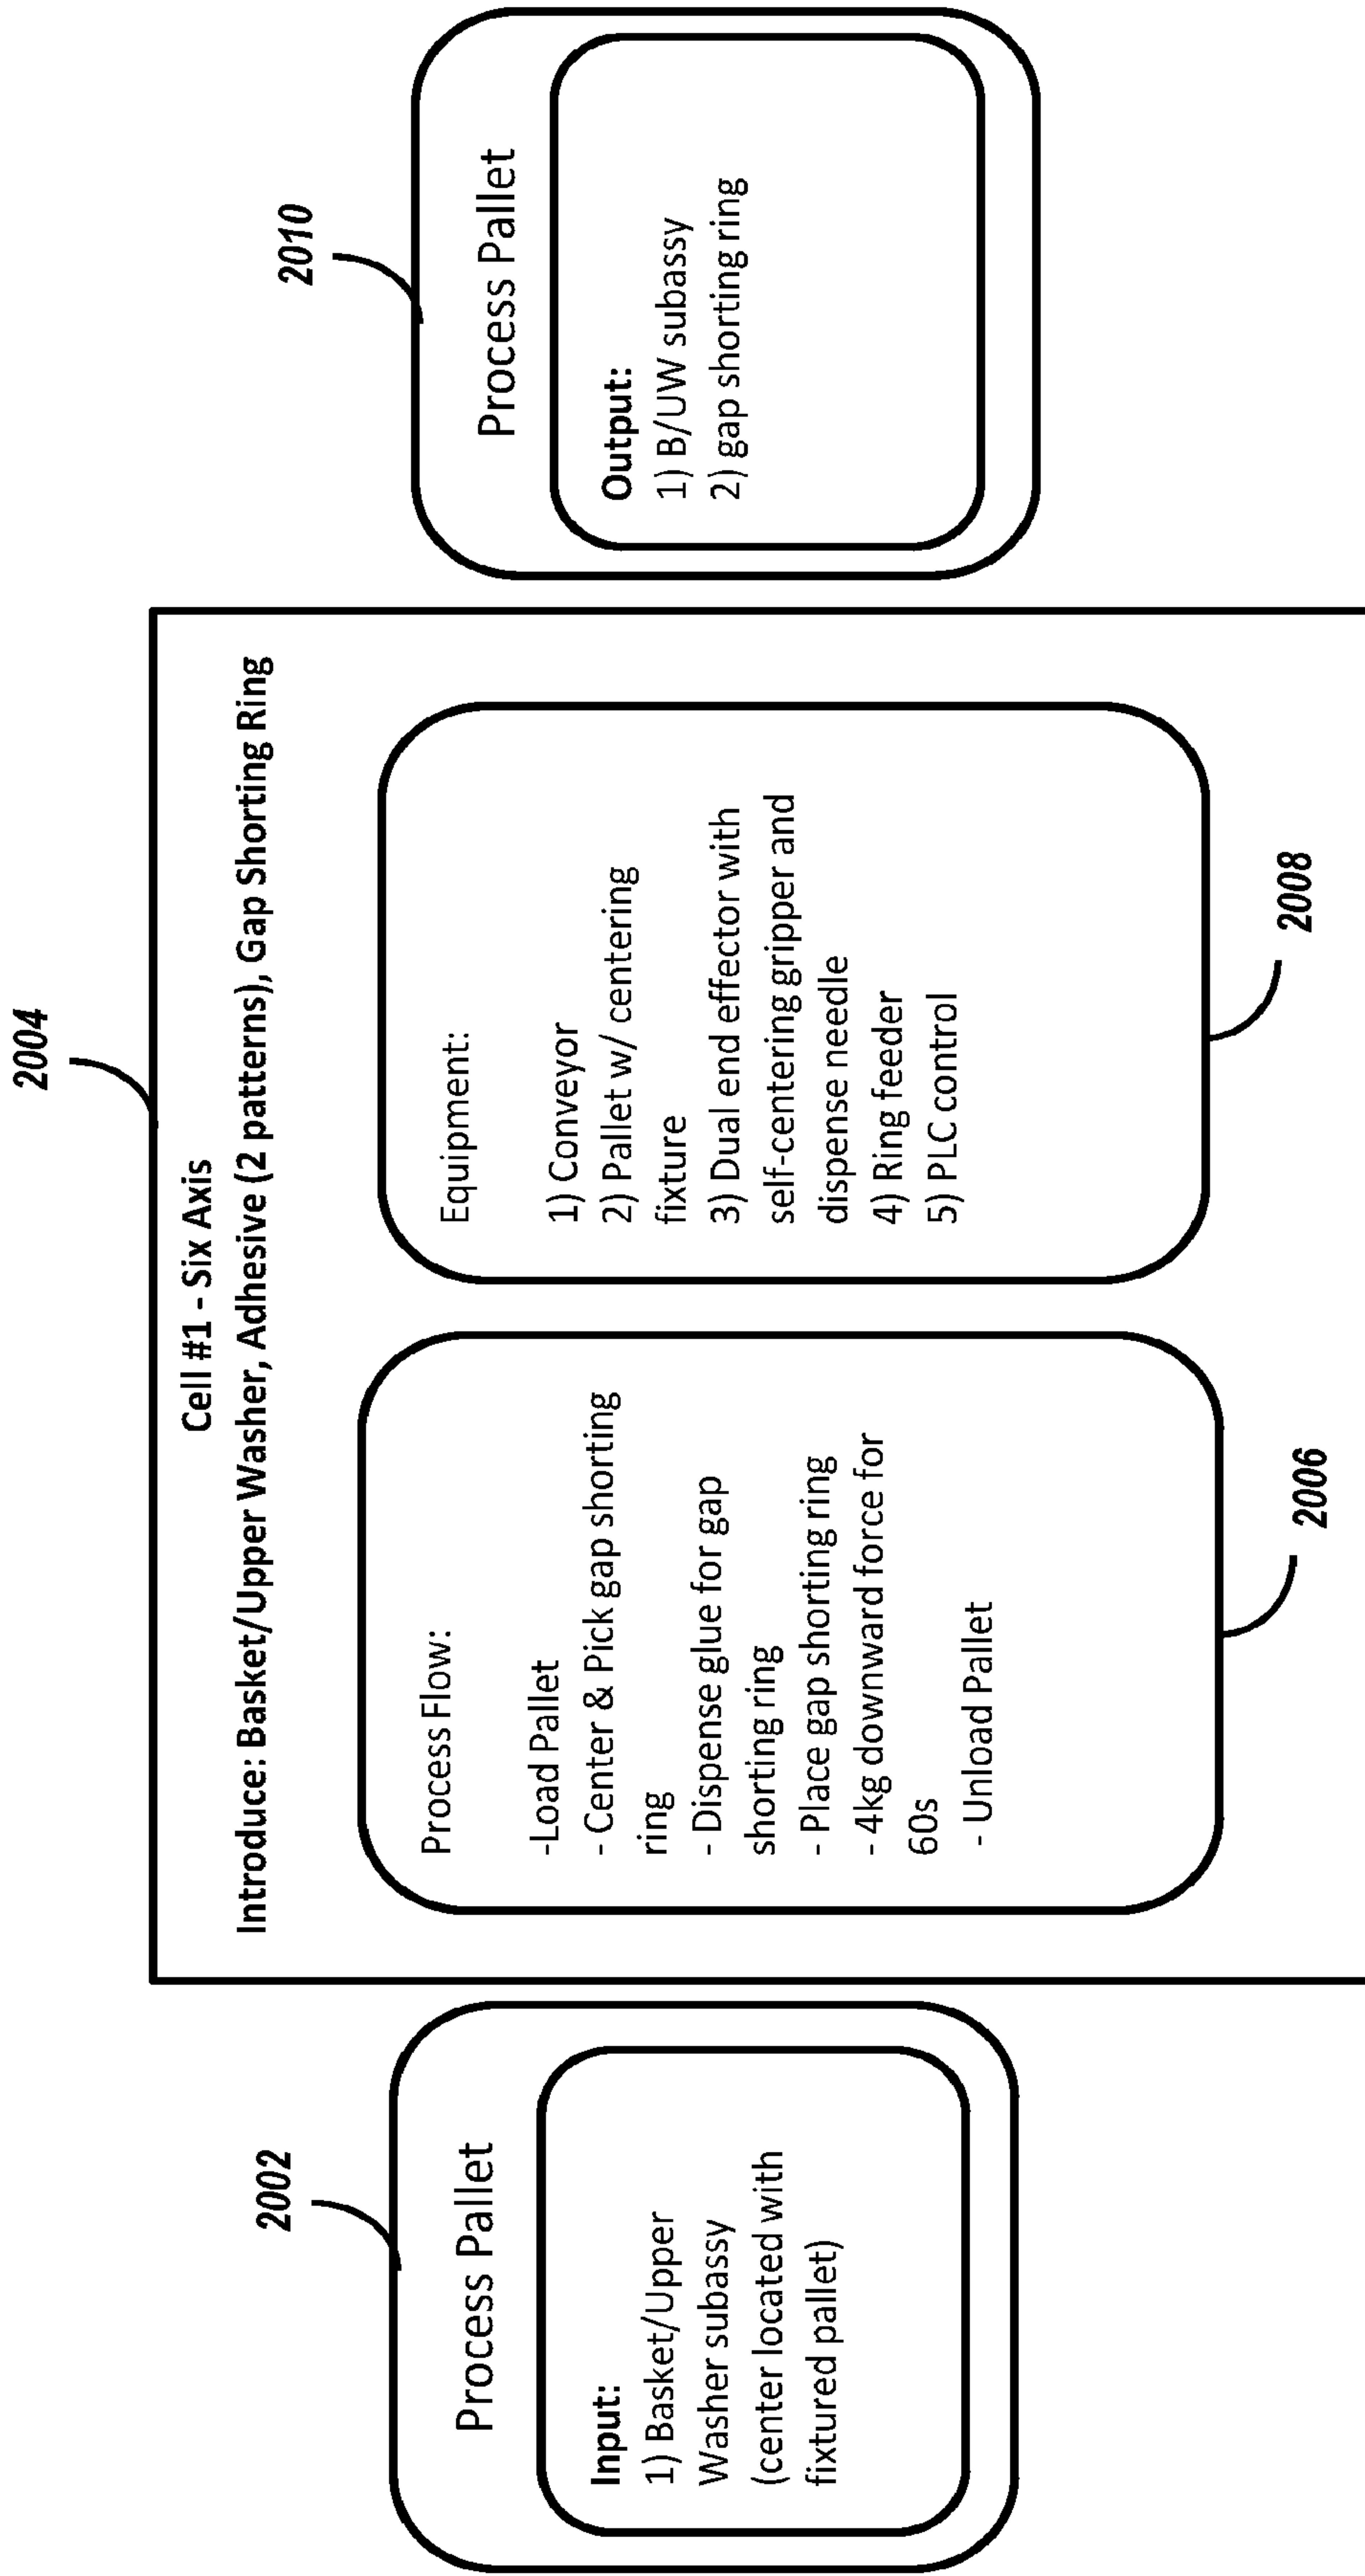 2004
Cell #1 - Six Axis
Introduce: Basket/Upper Washer, Adhesive (2 patterns), Gap Shorting Ring
2002
Process Pallet
Input:
1) Basket/Upper
Washer subassy
(center located with
fixtured pallet)
Process Flow:
-Load Pallet
- Center & Pick gap shorting
ring
- Dispense glue for gap
shorting ring
- Place gap shorting ring
- 4kg downward force for
60s
- Unload Pallet
2006
Equipment:
1) Conveyor
2) Pallet w/ centering
fixture
3) Dual end effector with
self-centering gripper and
dispense needle
4) Ring feeder
5) PLC control
2008
2010
Process Pallet
Output:
1) B/UW subassy
2) gap shorting ring